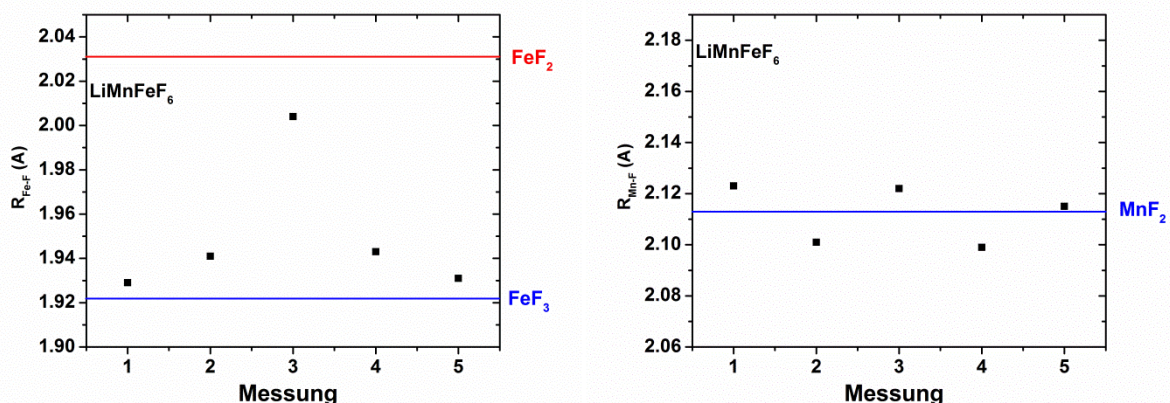 2.04
2.02
2.00
1.98
1.96
1.94
1.92
1.90
R_Fe-F (A)
LiMnFeF₆
FeF₂
FeF₃
1 2 3 4 5
Messung
2.18
2.16
2.14
2.12
2.10
2.08
2.06
R_Mn-F (A)
LiMnFeF₆
MnF₂
1 2 3 4 5
Messung